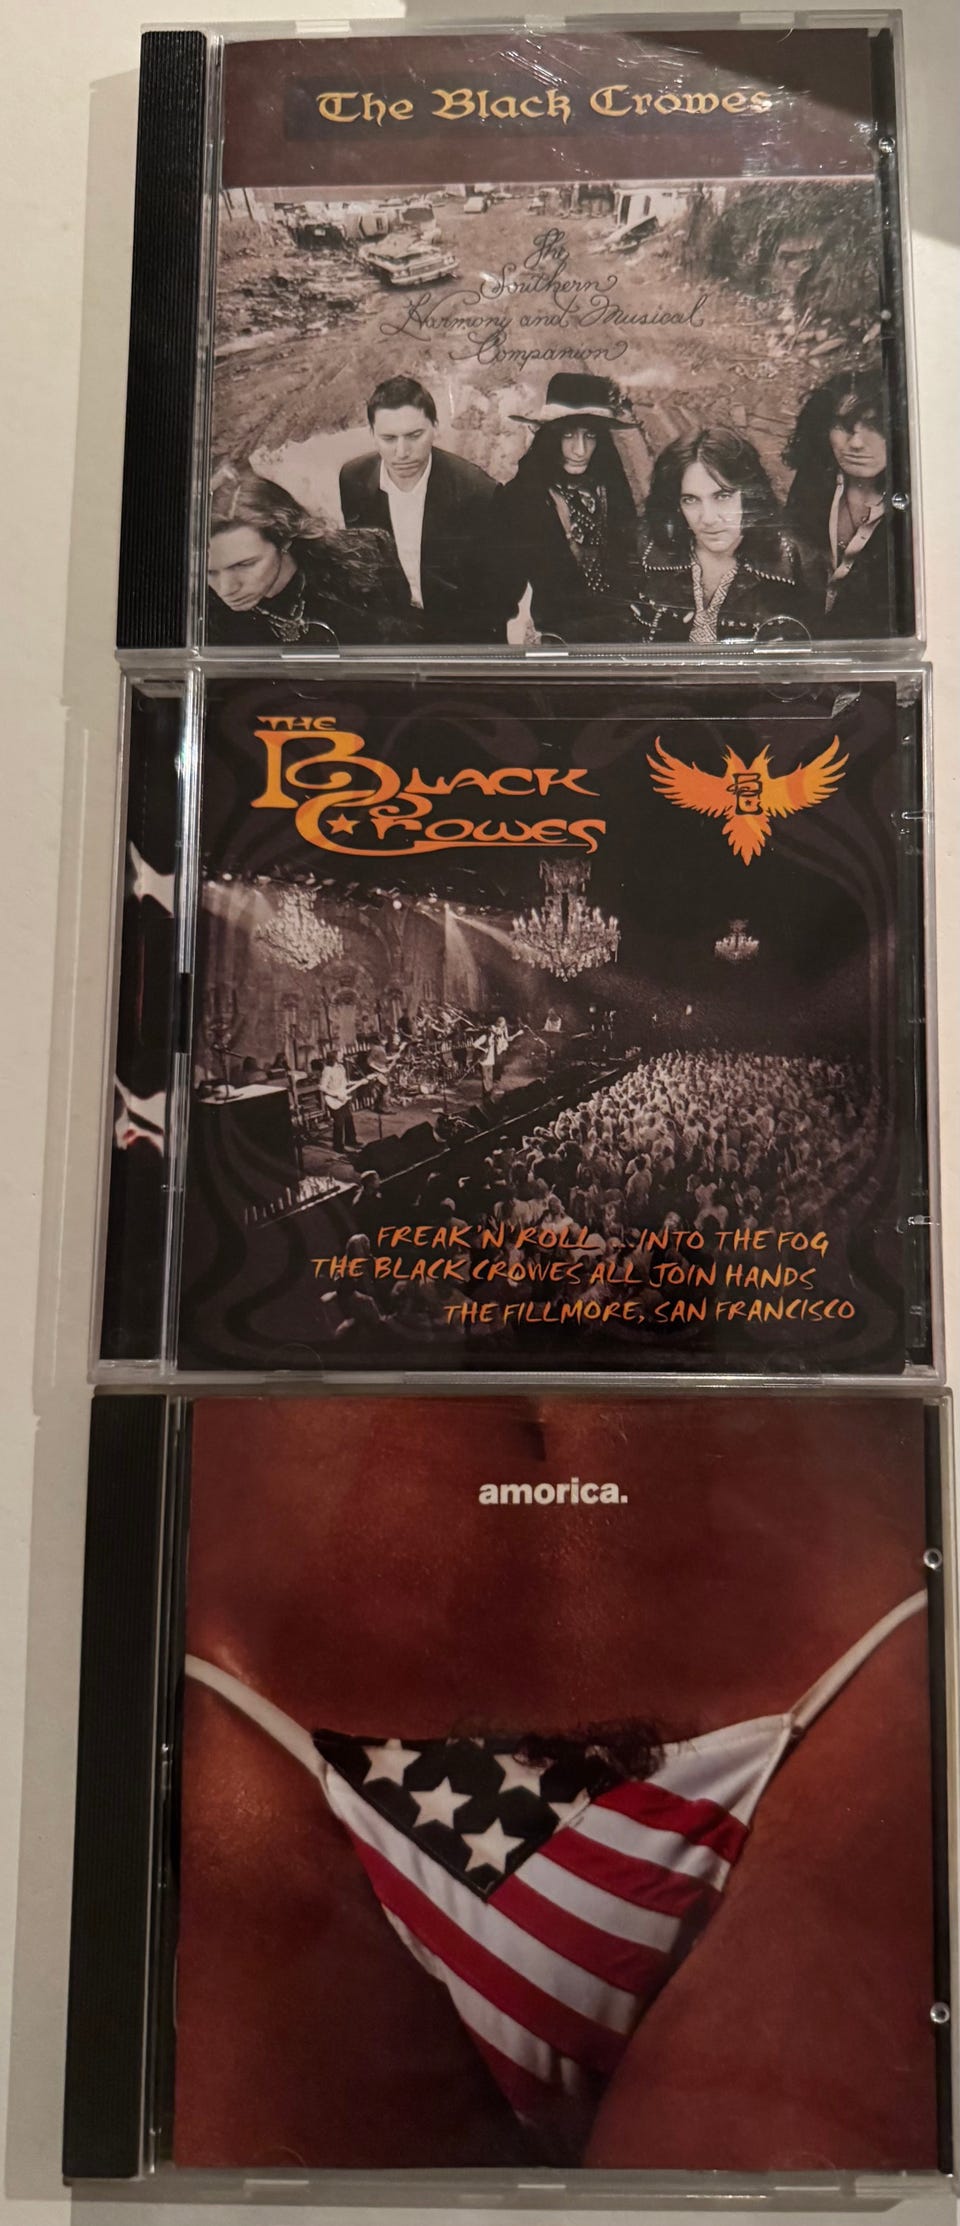 The Black Crowes
The
Southern
Harmony and Musical
Companion
THE
BLACK
CROWES
FREAK 'N' ROLL ...INTO THE FOG
THE BLACK CROWES ALL JOIN HANDS
THE FILLMORE, SAN FRANCISCO
amorica.